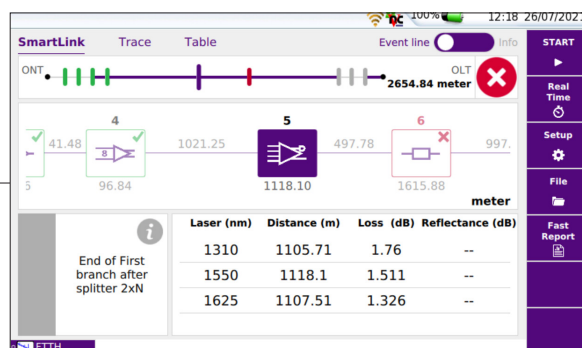 100% 12:18 26/07/202
SmartLink Trace Table Event line Info START
ONT OLT
2654.84 meter
Real
Time
4 5 6
Setup
41.48 1021.25 497.78 997.
8
96.84 1118.10 1615.88
meter
File
Fast
Report
i
End of First
branch after
splitter 2xN
Laser (nm) Distance (m) Loss (dB) Reflectance (dB)
1310 1105.71 1.76 --
1550 1118.1 1.511 --
1625 1107.51 1.326 --
FTTH